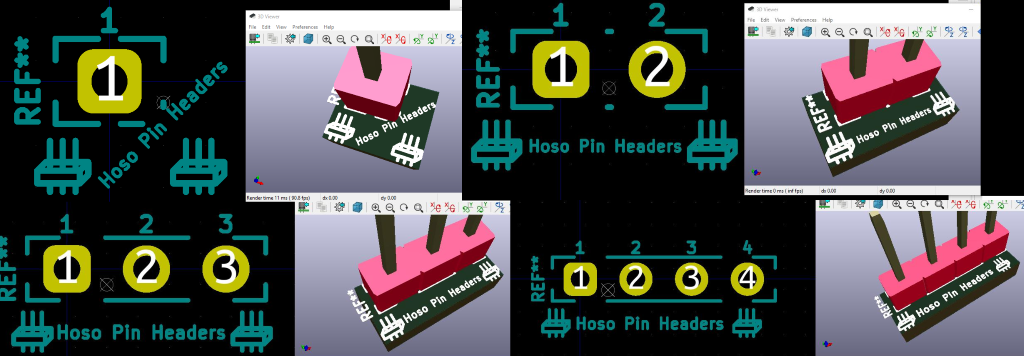 1
REF**
1
Hoso Pin Headers
3D Viewer
File Edit View Preferences Help
Hoso Pin Headers
Render time 11 ms ( 90.8 fps)
dx 0.00
dy 0.00
1 2
REF**
1 2
Hoso Pin Headers
3D Viewer
File Edit View Preferences Help
REF**
Hoso Pin Headers
Render time 0 ms ( inf fps)
dx 0.00
dy 0.00
1 2 3
REF**
1 2 3
Hoso Pin Headers
REF**
Hoso Pin Headers
1 2 3 4
REF**
1 2 3 4
Hoso Pin Headers
REF**
Hoso Pin Headers